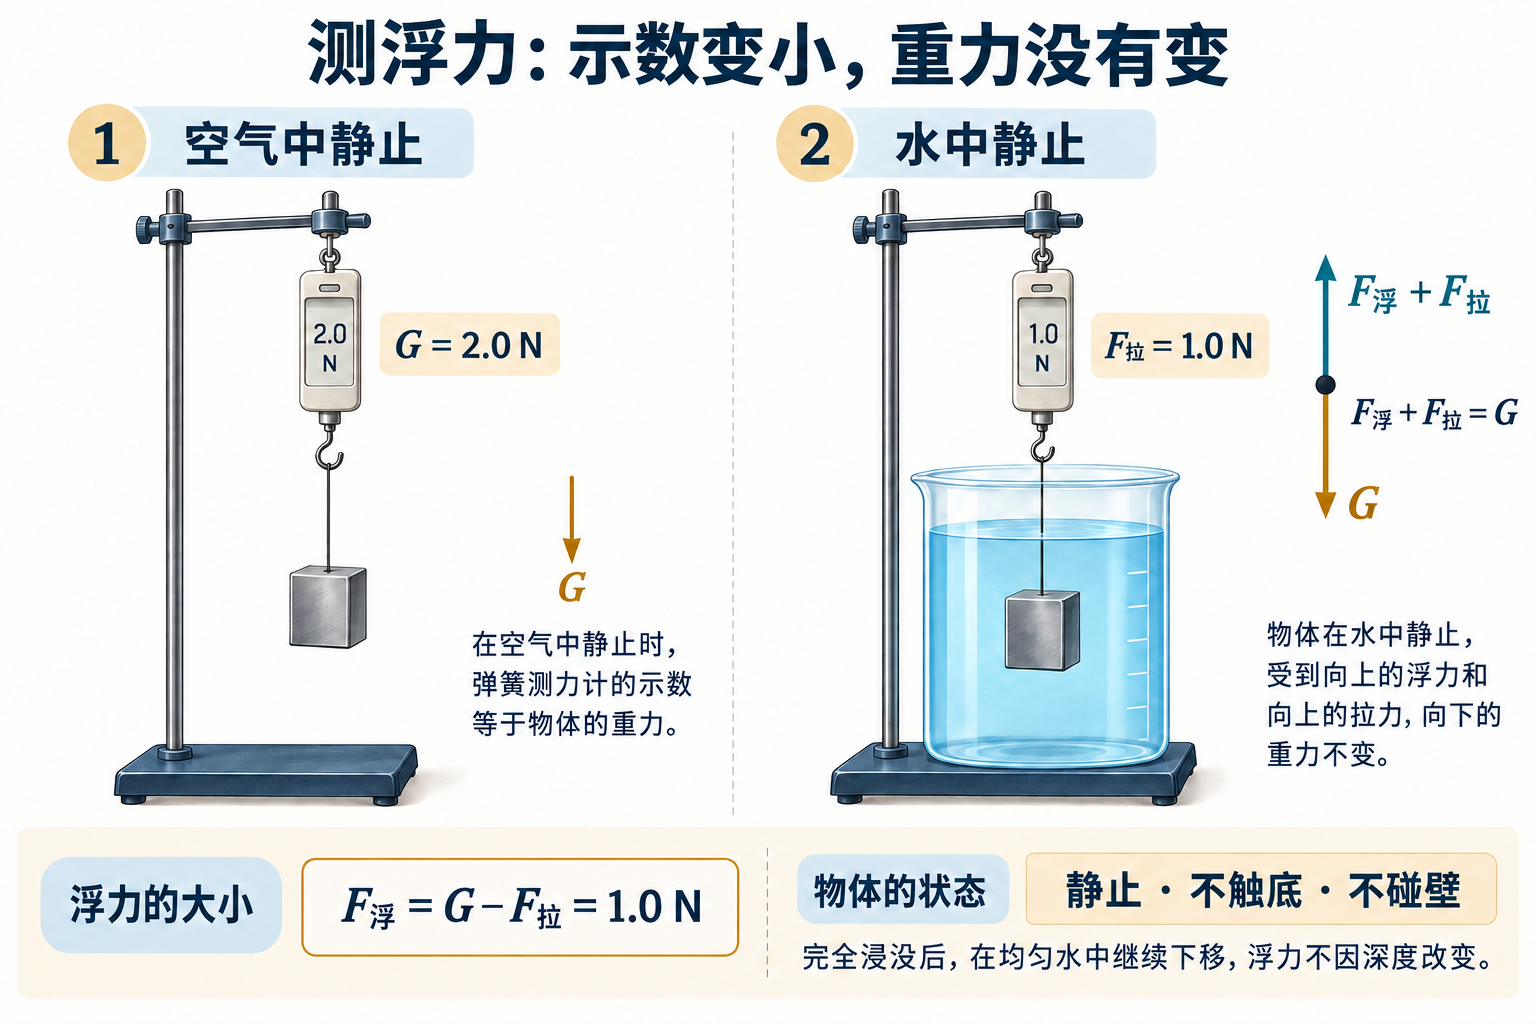 测浮力：示数变小，重力没有变
1 空气中静止
2.0
N
G = 2.0 N
G
在空气中静止时，
弹簧测力计的示数
等于物体的重力。
2 水中静止
1.0
N
F拉 = 1.0 N
F浮 + F拉
F浮 + F拉 = G
G
物体在水中静止，
受到向上的浮力和
向上的拉力，向下的
重力不变。
浮力的大小
F浮 = G − F拉 = 1.0 N
物体的状态
静止 · 不触底 · 不碰壁
完全浸没后，在均匀水中继续下移，浮力不因深度改变。